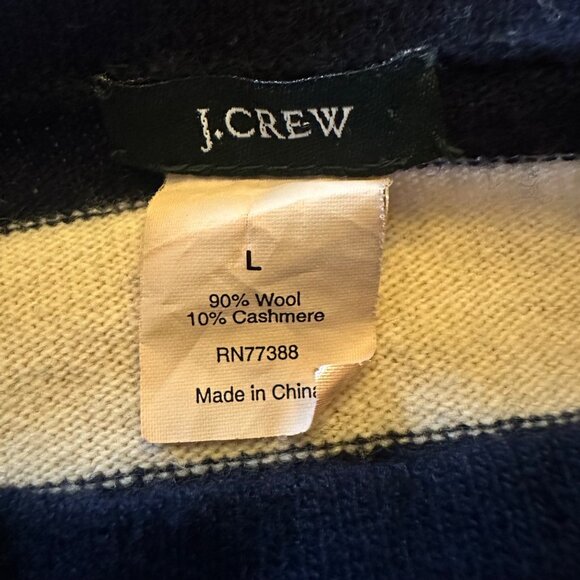 J.CREW
L
90% Wool
10% Cashmere
RN77388
Made in China